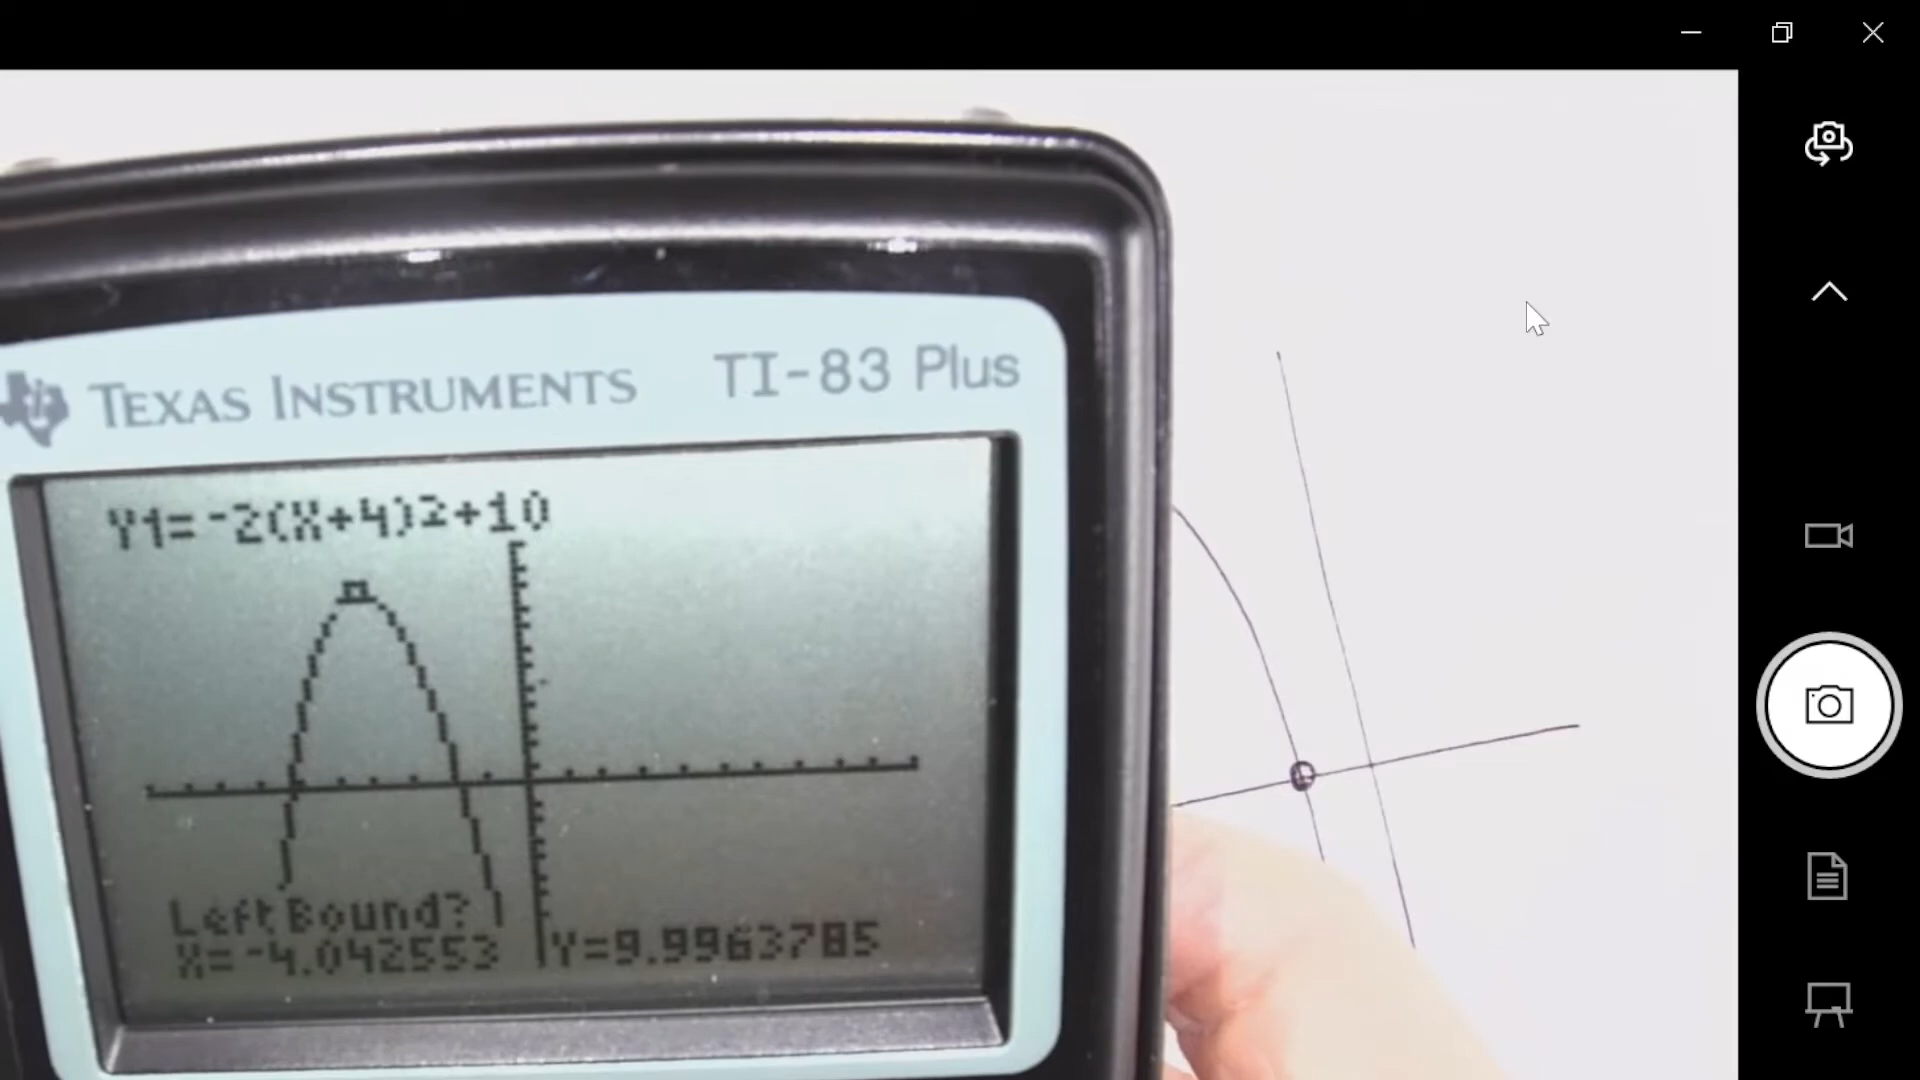 TEXAS INSTRUMENTS TI-83 Plus
Y1=-2(X+4)²+10
Left Bound?
X=-4.042553 Y=9.9963785